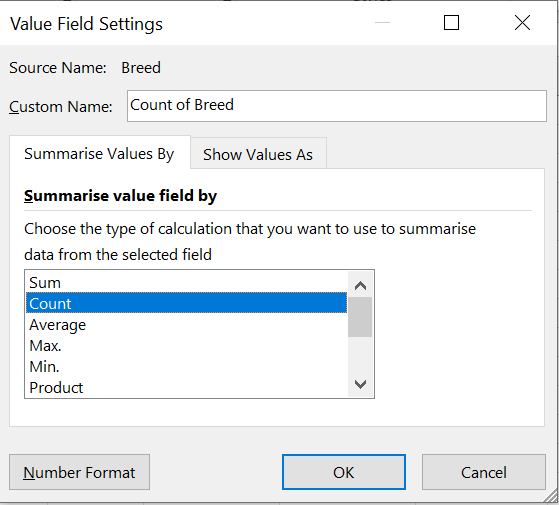 Value Field Settings
Source Name: Breed
Custom Name: Count of Breed
Summarise Values By Show Values As
Summarise value field by
Choose the type of calculation that you want to use to summarise
data from the selected field
Sum
Count
Average
Max.
Min.
Product
Number Format OK Cancel